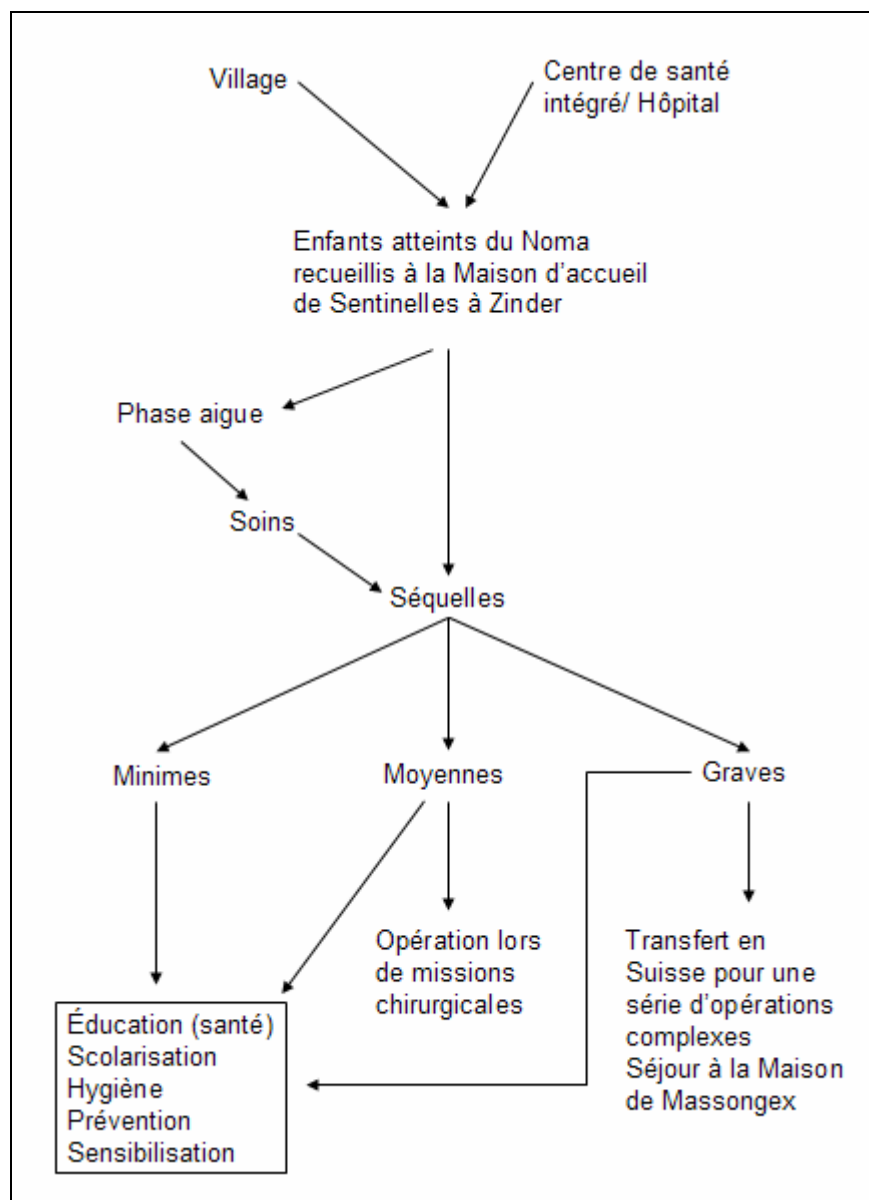 Village
Centre de santé
intégré/ Hôpital
Enfants atteints du Noma
recueillis à la Maison d'accueil
de Sentinelles à Zinder
Phase aigue
Soins
Séquelles
Minimes
Moyennes
Graves
Opération lors
de missions
chirurgicales
Transfert en
Suisse pour une
série d'opérations
complexes
Séjour à la Maison
de Massongex
Éducation (santé)
Scolarisation
Hygiène
Prévention
Sensibilisation